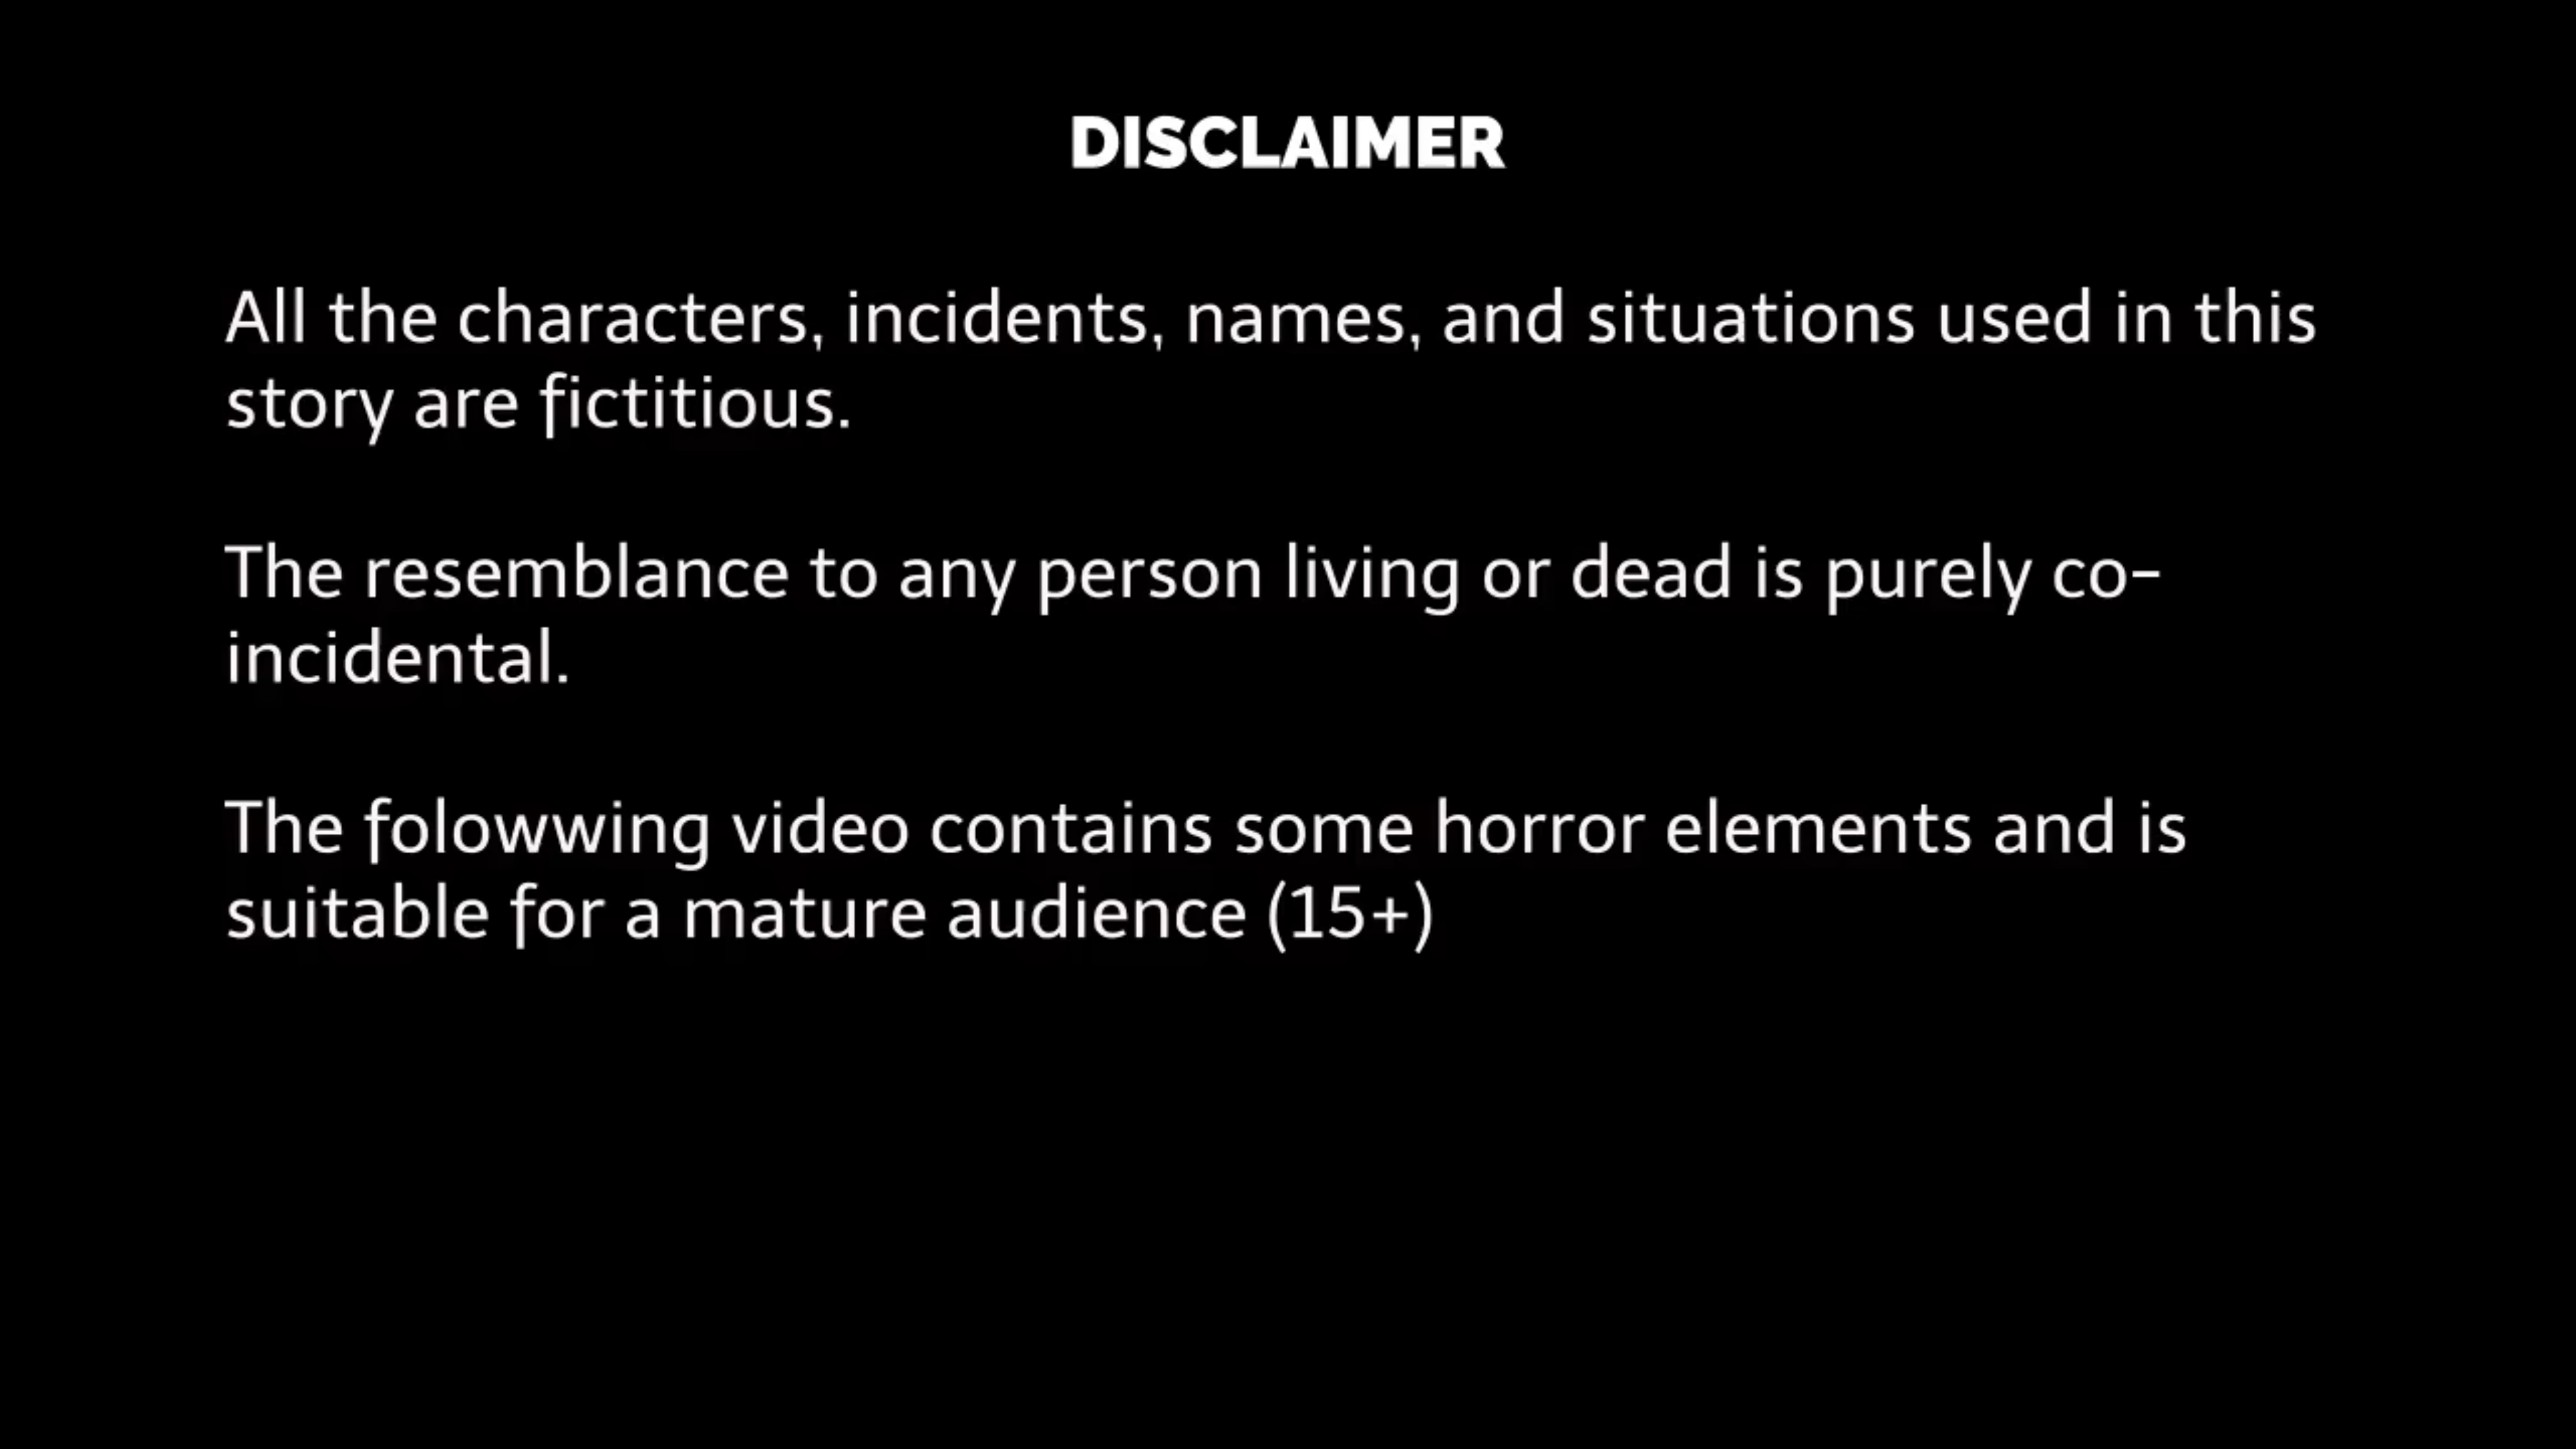 DISCLAIMER
All the characters, incidents, names, and situations used in this
story are fictitious.
The resemblance to any person living or dead is purely co-
incidental.
The folowwing video contains some horror elements and is
suitable for a mature audience (15+)